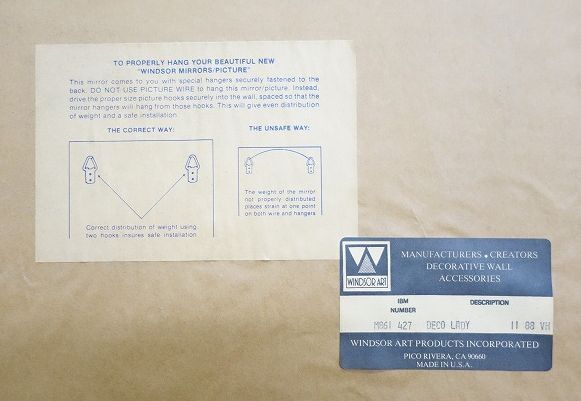 TO PROPERLY HANG YOUR BEAUTIFUL NEW
"WINDSOR MIRRORS/PICTURE"
This mirror comes to you with special hangers securely fastened to the
back. DO NOT USE PICTURE WIRE to hang this mirror/picture. Instead,
drive the proper size picture hooks securely into the wall, spaced so that the
mirror hangers will hang from those hooks. This will give even distribution
of weight and a safe installation.
THE CORRECT WAY:
Correct distribution of weight using
two hooks insures safe installation
THE UNSAFE WAY:
The weight of the mirror
not properly distributed
places strain at one point
on both wire and hangers
WINDSOR ART
MANUFACTURERS • CREATORS
DECORATIVE WALL
ACCESSORIES
IBM
NUMBER
DESCRIPTION
427 DECO LADY 11 88 VH
WINDSOR ART PRODUCTS INCORPORATED
PICO RIVERA, CA 90660
MADE IN U.S.A.